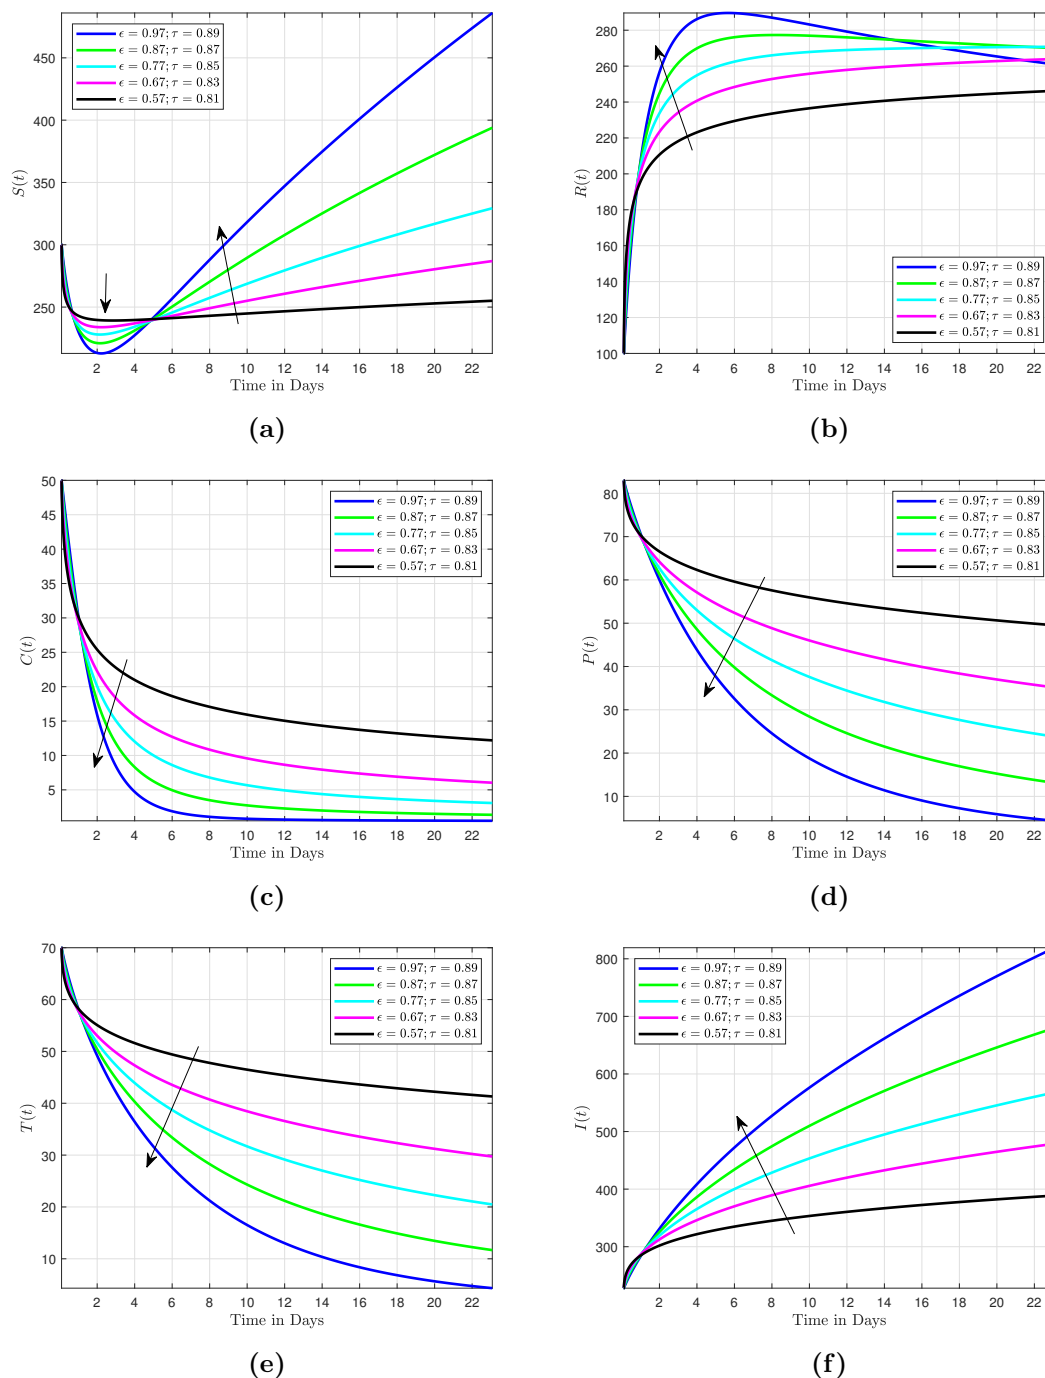 450
400
350
300
250
S(t)
ϵ = 0.97; τ = 0.89
ϵ = 0.87; τ = 0.87
ϵ = 0.77; τ = 0.85
ϵ = 0.67; τ = 0.83
ϵ = 0.57; τ = 0.81
2 4 6 8 10 12 14 16 18 20 22
Time in Days
(a)
280
260
240
220
200
180
160
140
120
100
R(t)
ϵ = 0.97; τ = 0.89
ϵ = 0.87; τ = 0.87
ϵ = 0.77; τ = 0.85
ϵ = 0.67; τ = 0.83
ϵ = 0.57; τ = 0.81
2 4 6 8 10 12 14 16 18 20 22
Time in Days
(b)
50
45
40
35
30
25
20
15
10
5
C(t)
ϵ = 0.97; τ = 0.89
ϵ = 0.87; τ = 0.87
ϵ = 0.77; τ = 0.85
ϵ = 0.67; τ = 0.83
ϵ = 0.57; τ = 0.81
2 4 6 8 10 12 14 16 18 20 22
Time in Days
(c)
80
70
60
50
40
30
20
10
P(t)
ϵ = 0.97; τ = 0.89
ϵ = 0.87; τ = 0.87
ϵ = 0.77; τ = 0.85
ϵ = 0.67; τ = 0.83
ϵ = 0.57; τ = 0.81
2 4 6 8 10 12 14 16 18 20 22
Time in Days
(d)
70
60
50
40
30
20
10
T(t)
ϵ = 0.97; τ = 0.89
ϵ = 0.87; τ = 0.87
ϵ = 0.77; τ = 0.85
ϵ = 0.67; τ = 0.83
ϵ = 0.57; τ = 0.81
2 4 6 8 10 12 14 16 18 20 22
Time in Days
(e)
800
700
600
500
400
300
I(t)
ϵ = 0.97; τ = 0.89
ϵ = 0.87; τ = 0.87
ϵ = 0.77; τ = 0.85
ϵ = 0.67; τ = 0.83
ϵ = 0.57; τ = 0.81
2 4 6 8 10 12 14 16 18 20 22
Time in Days
(f)